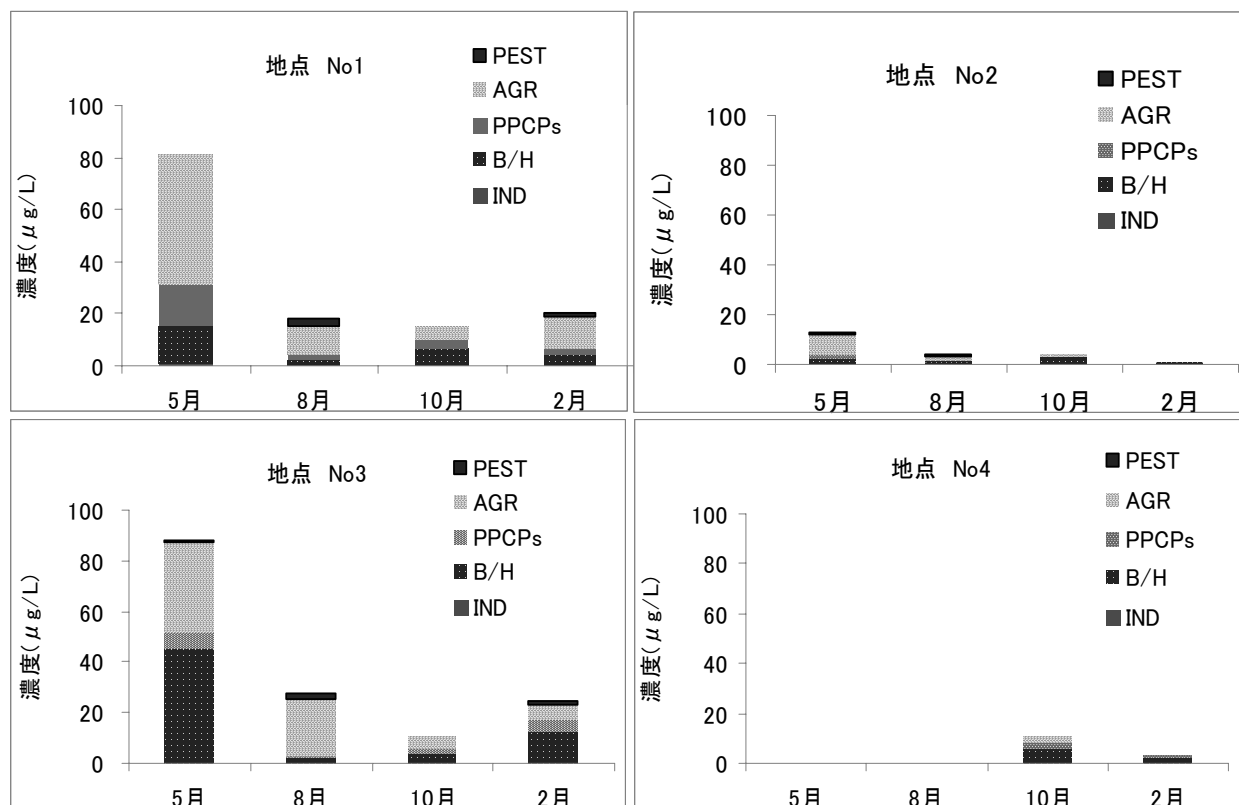 地点 No1
PEST
AGR
PPCPs
B/H
IND
濃度(μg/L)
100
80
60
40
20
0
5月 8月 10月 2月
地点 No2
PEST
AGR
PPCPs
B/H
IND
濃度(μg/L)
100
80
60
40
20
0
5月 8月 10月 2月
地点 No3
PEST
AGR
PPCPs
B/H
IND
濃度(μg/L)
100
80
60
40
20
0
5月 8月 10月 2月
地点 No4
PEST
AGR
PPCPs
B/H
IND
濃度(μg/L)
100
80
60
40
20
0
5月 8月 10月 2月